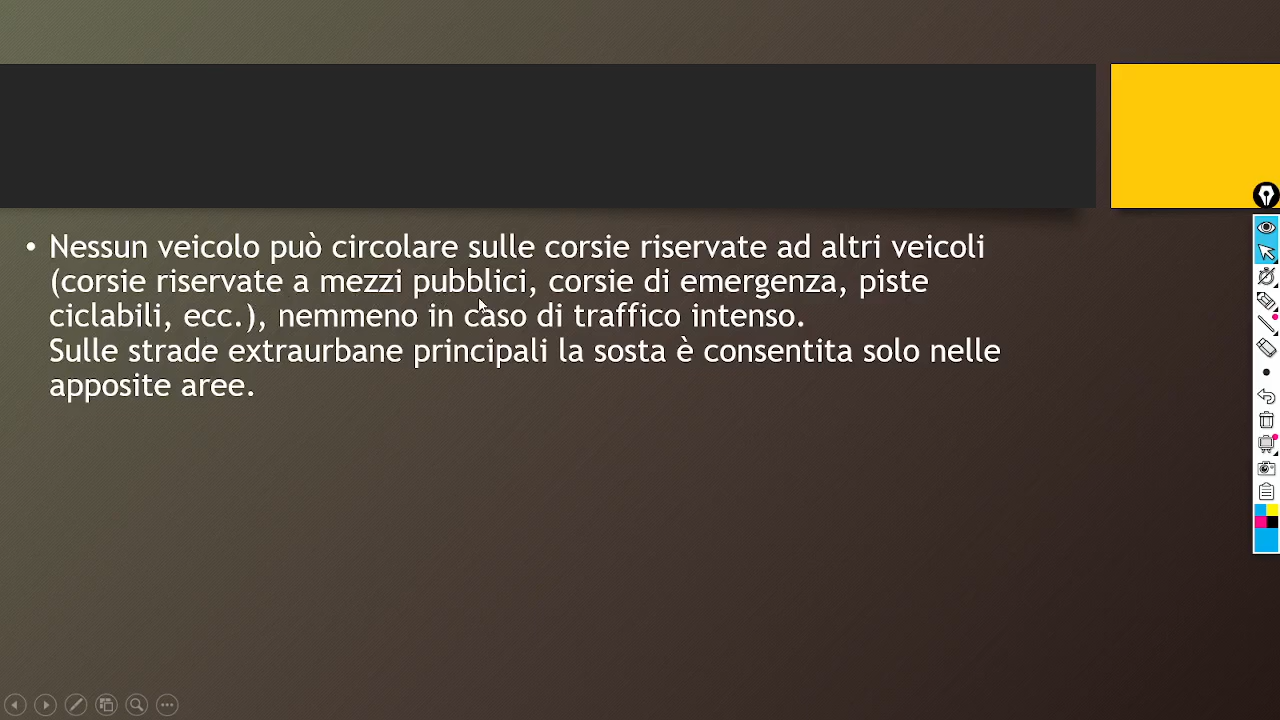 • Nessun veicolo può circolare sulle corsie riservate ad altri veicoli
(corsie riservate a mezzi pubblici, corsie di emergenza, piste
ciclabili, ecc.), nemmeno in caso di traffico intenso.
Sulle strade extraurbane principali la sosta è consentita solo nelle
apposite aree.